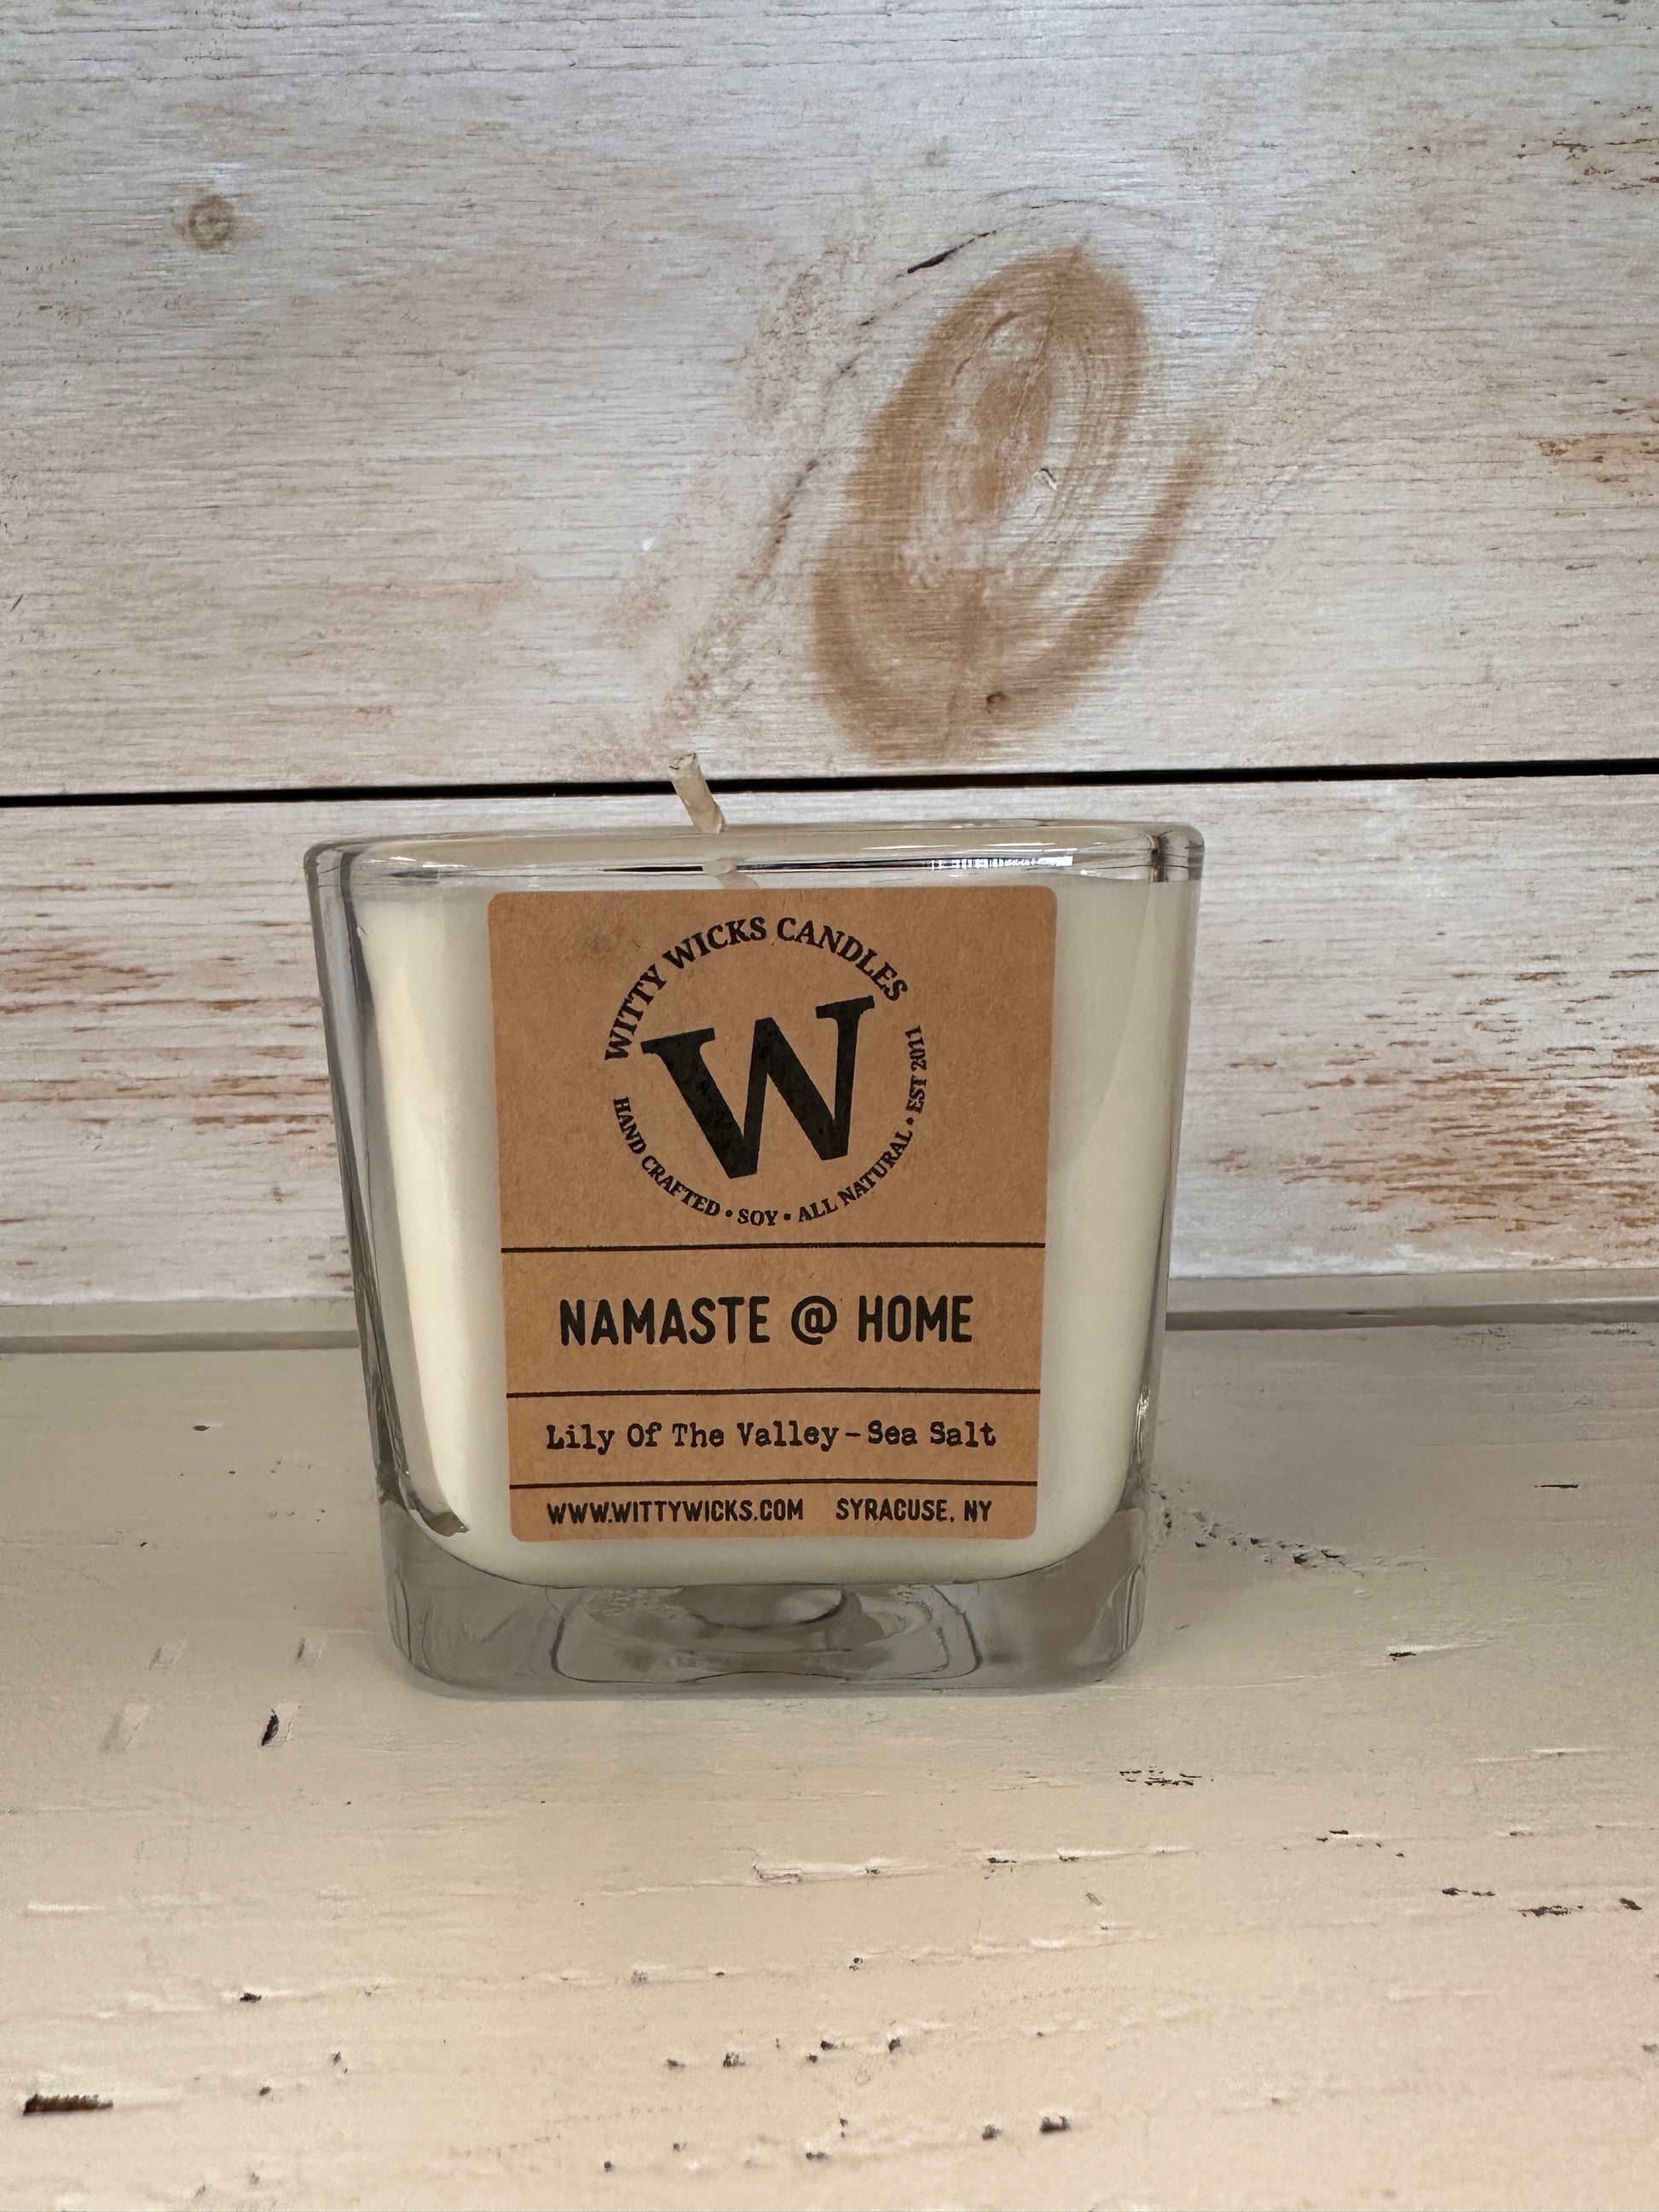 WITTY WICKS CANDLES
W
HAND CRAFTED • SOY • ALL NATURAL • EST 2011
NAMASTE @ HOME
Lily Of The Valley-Sea Salt
WWW.WITTYWICKS.COM SYRACUSE, NY